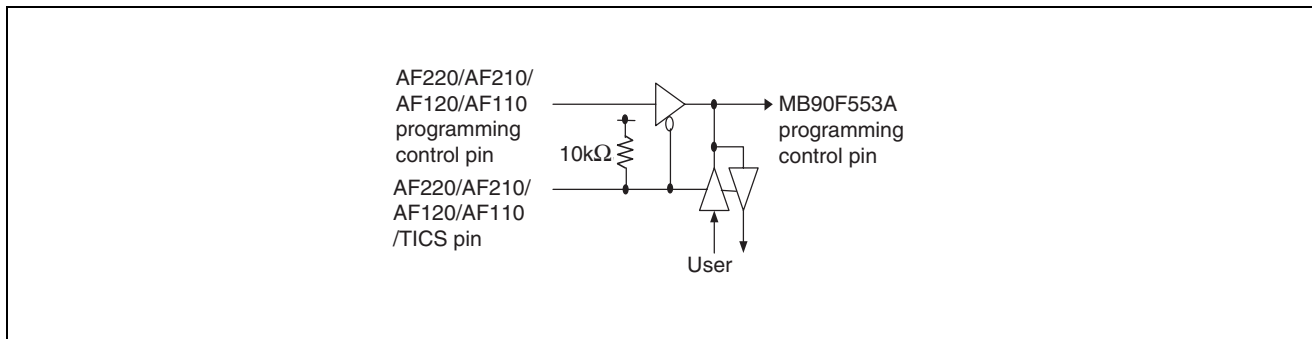 AF220/AF210/
AF120/AF110
programming
control pin
10kΩ
MB90F553A
programming
control pin
AF220/AF210/
AF120/AF110
/TICS pin
User